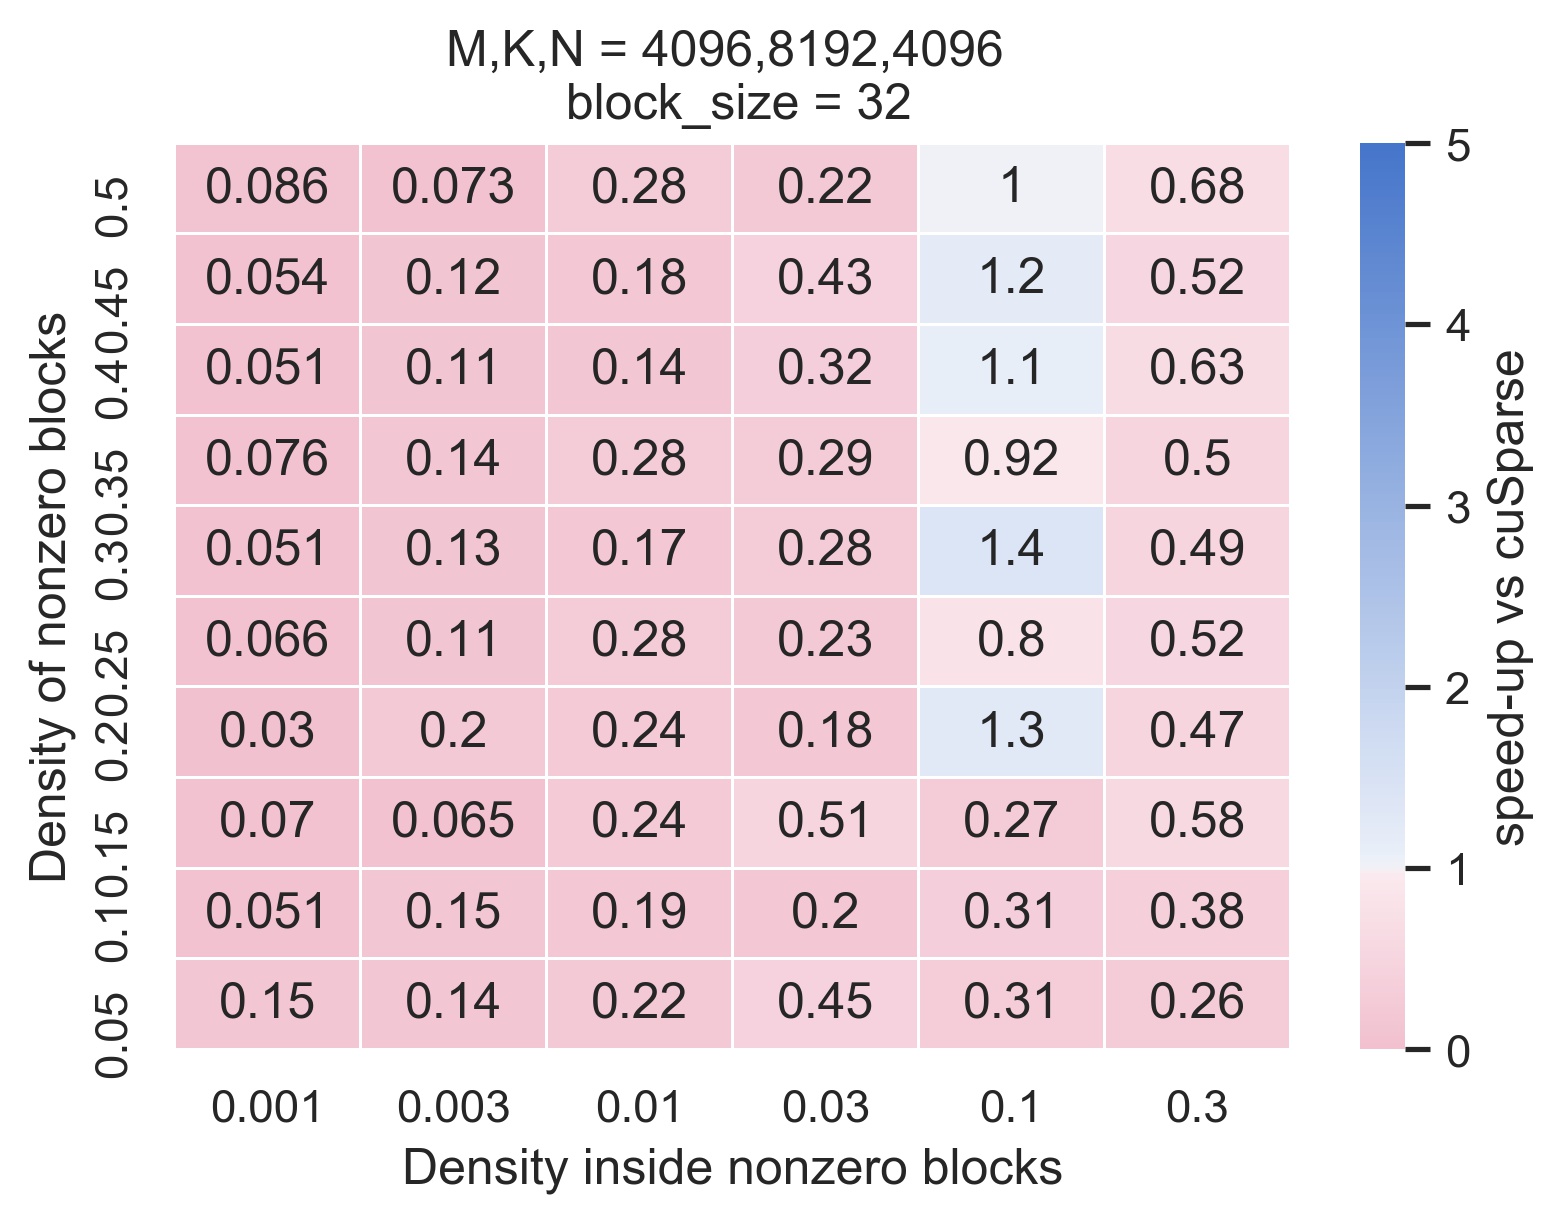 M,K,N = 4096,8192,4096
block_size = 32
Density of nonzero blocks
0.5 0.086 0.073 0.28 0.22 1 0.68
0.45 0.054 0.12 0.18 0.43 1.2 0.52
0.4 0.051 0.11 0.14 0.32 1.1 0.63
0.35 0.076 0.14 0.28 0.29 0.92 0.5
0.3 0.051 0.13 0.17 0.28 1.4 0.49
0.25 0.066 0.11 0.28 0.23 0.8 0.52
0.2 0.03 0.2 0.24 0.18 1.3 0.47
0.15 0.07 0.065 0.24 0.51 0.27 0.58
0.1 0.051 0.15 0.19 0.2 0.31 0.38
0.05 0.15 0.14 0.22 0.45 0.31 0.26
0.001 0.003 0.01 0.03 0.1 0.3
Density inside nonzero blocks
5
4
3
2
1
0
speed-up vs cuSparse